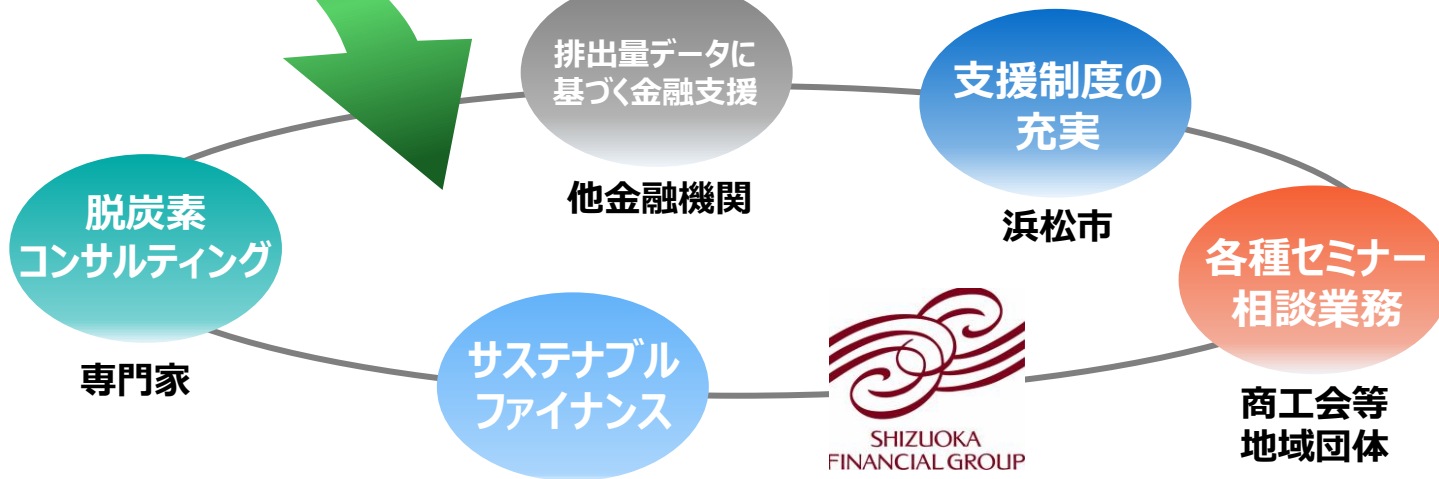 排出量データに
基づく金融支援
他金融機関
支援制度の
充実
浜松市
脱炭素
コンサルティング
専門家
各種セミナー
相談業務
商工会等
地域団体
サステナブル
ファイナンス
SHIZUOKA
FINANCIAL GROUP